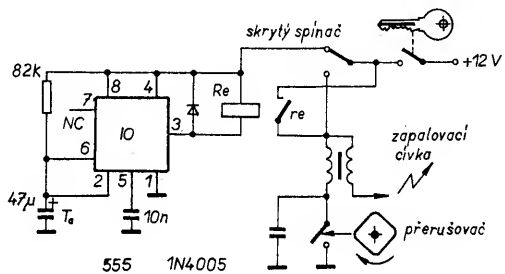 skrytý spínač
+12 V
82k
8
4
Re
7
NC
IO
3
re
6
zapalovací
cívka
2
5
1
47μ
+
Ta
10n
přerušovač
555
1N4005